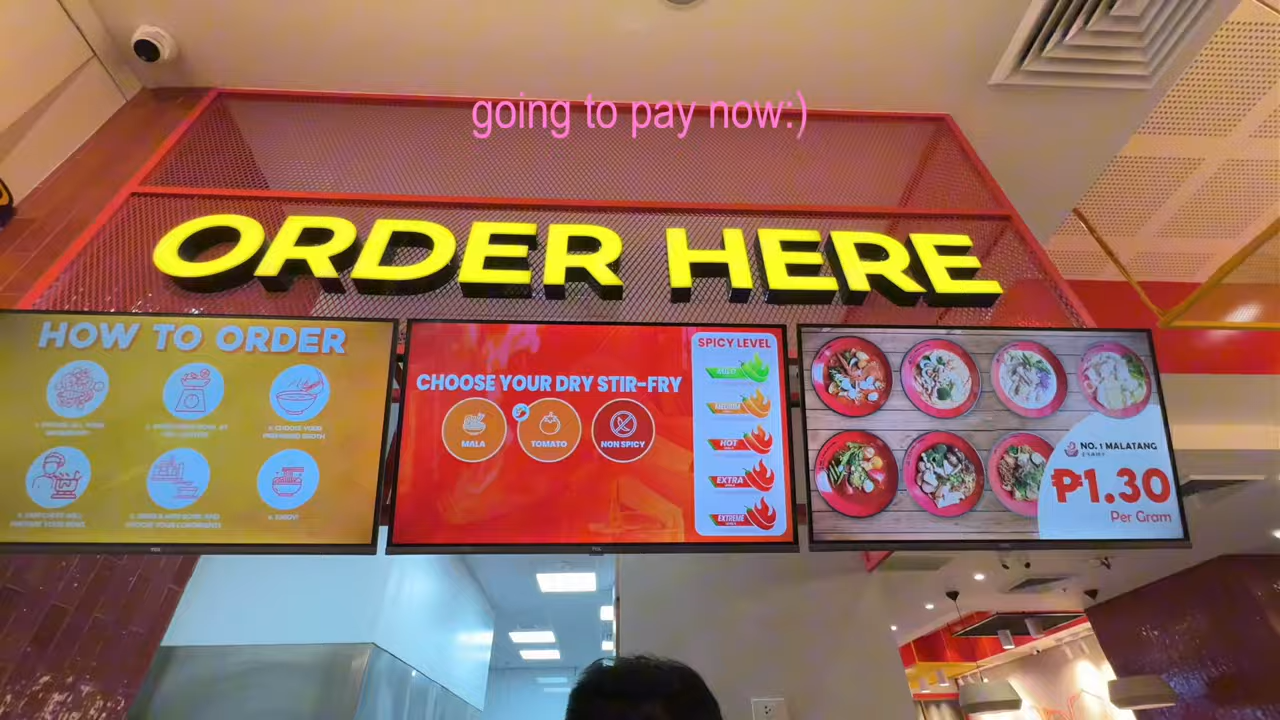 going to pay now:)
ORDER HERE
HOW TO ORDER
CHOOSE YOUR DRY STIR-FRY
MALA
TOMATO
NON SPICY
SPICY LEVEL
MILD
MEDIUM
HOT
EXTRA
EXTREME
NO. 1 MALATANG
₱1.30
Per Gram